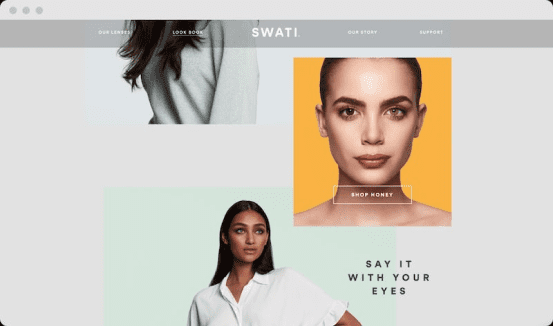 OUR LENSES
LOOK BOOK
SWATI
OUR STORY
SUPPORT
SHOP HONEY
SAY IT
WITH YOUR
EYES